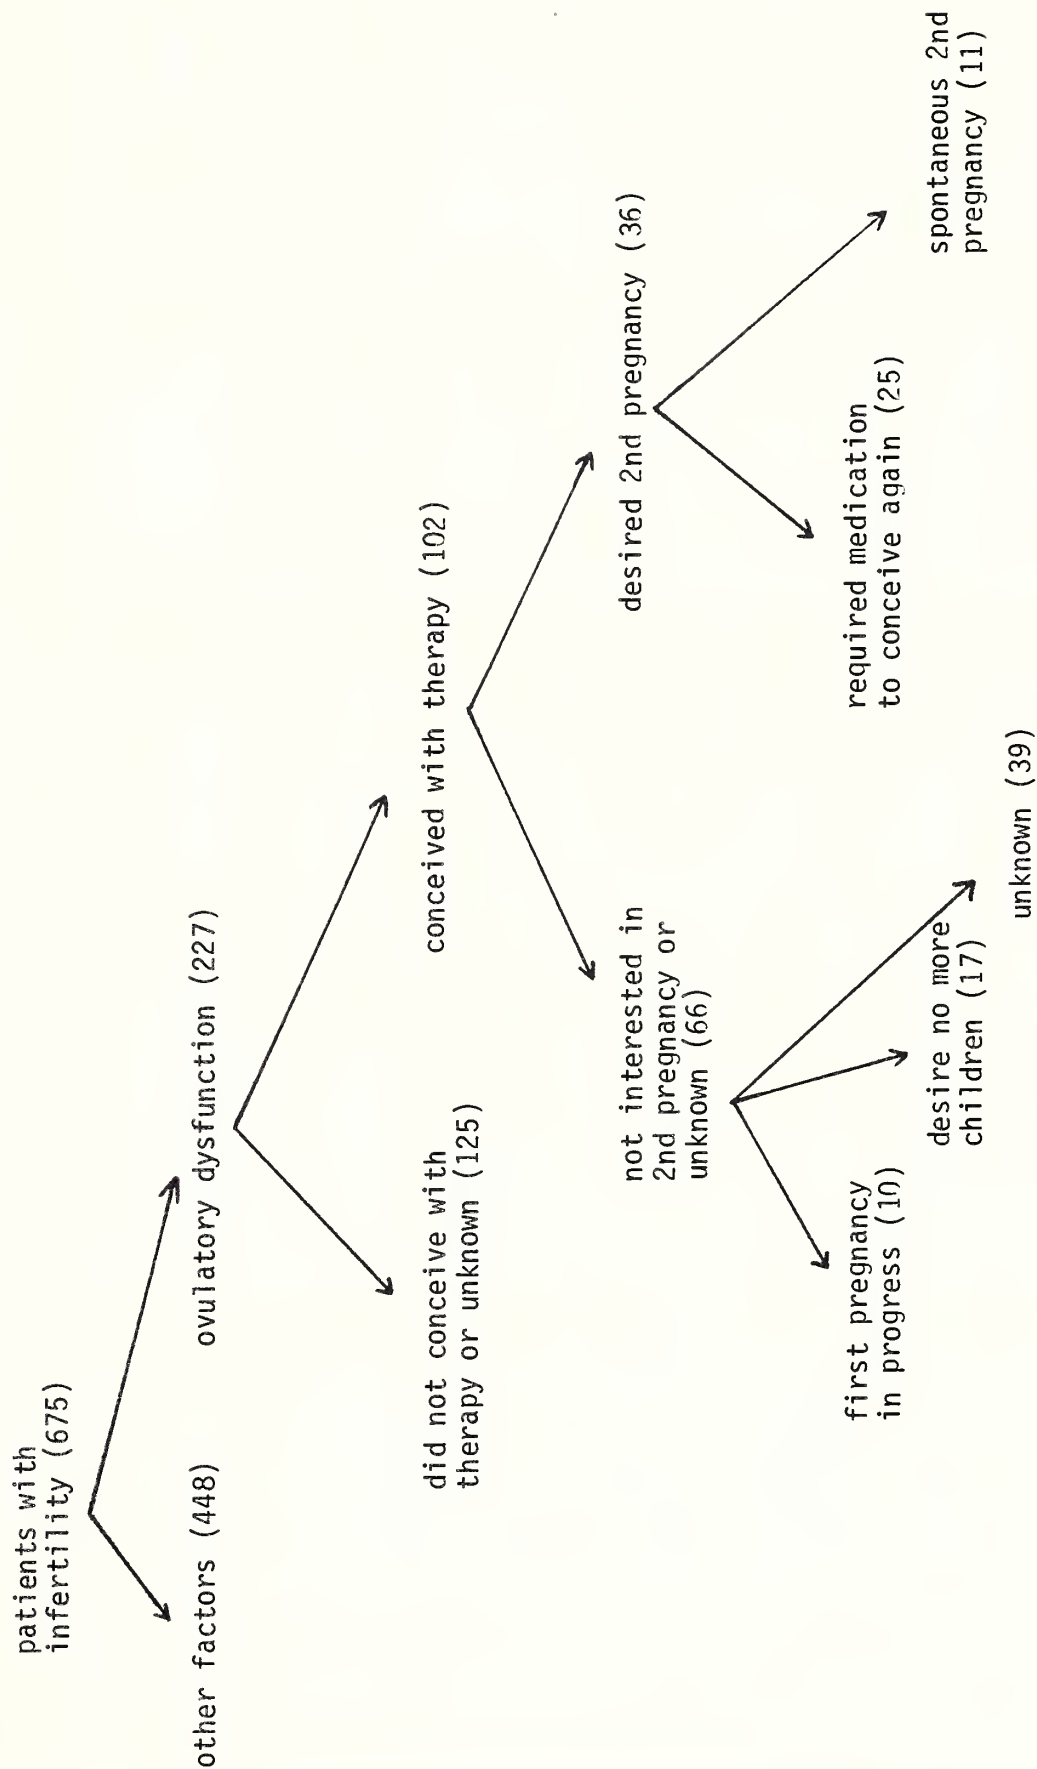 patients with
infertility (675)
other factors (448)
ovulatory dysfunction (227)
did not conceive with
therapy or unknown (125)
conceived with therapy (102)
not interested in
2nd pregnancy or
unknown (66)
desired 2nd pregnancy (36)
first pregnancy
in progress (10)
desire no more
children (17)
unknown (39)
required medication
to conceive again (25)
spontaneous 2nd
pregnancy (11)